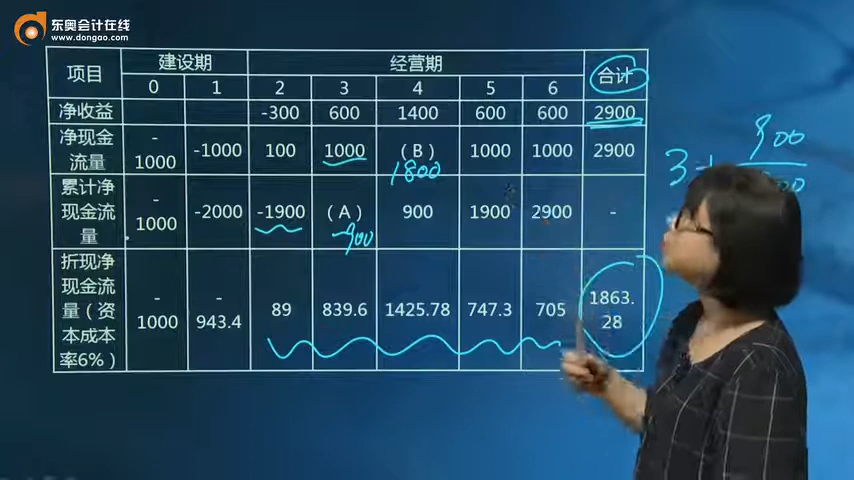 东奥会计在线
www.dongao.com
项目 建设期 经营期 合计
0 1 2 3 4 5 6
净收益 -300 600 1400 600 600 2900
净现金流量 -1000 -1000 100 1000 (B) 1000 1000 2900
1800
累计净现金流量 -1000 -2000 -1900 (A) 900 1900 2900 -
-900
折现净现金流量(资本成本率6%) -1000 -943.4 89 839.6 1425.78 747.3 705 1863.28
3+
900